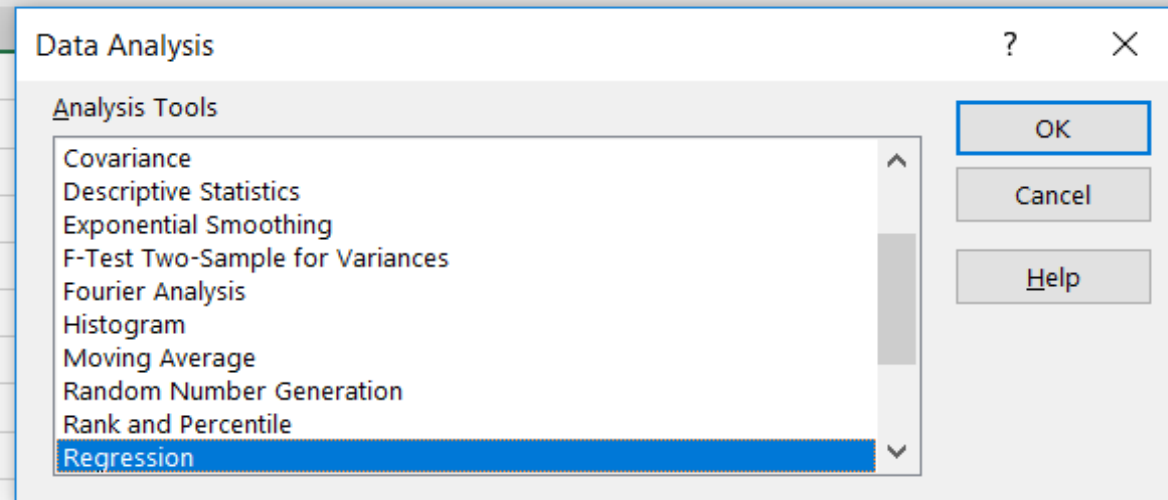 Data Analysis
?
Analysis Tools
Covariance
Descriptive Statistics
Exponential Smoothing
F-Test Two-Sample for Variances
Fourier Analysis
Histogram
Moving Average
Random Number Generation
Rank and Percentile
Regression
OK
Cancel
Help